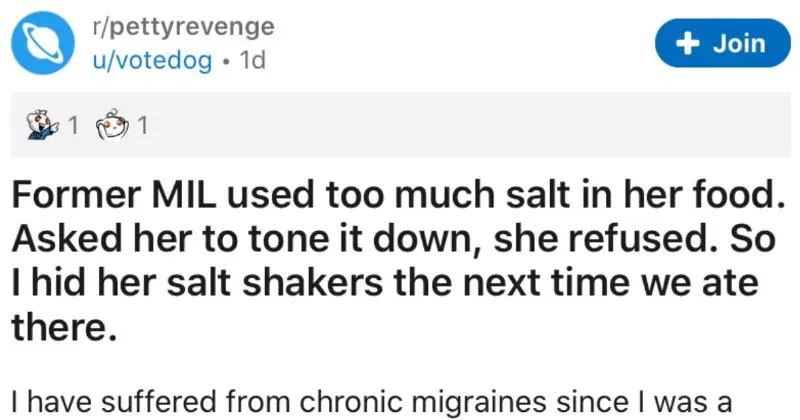 r/pettyrevenge
u/votedog • 1d
+ Join
1 1
Former MIL used too much salt in her food.
Asked her to tone it down, she refused. So
I hid her salt shakers the next time we ate
there.
I have suffered from chronic migraines since I was a